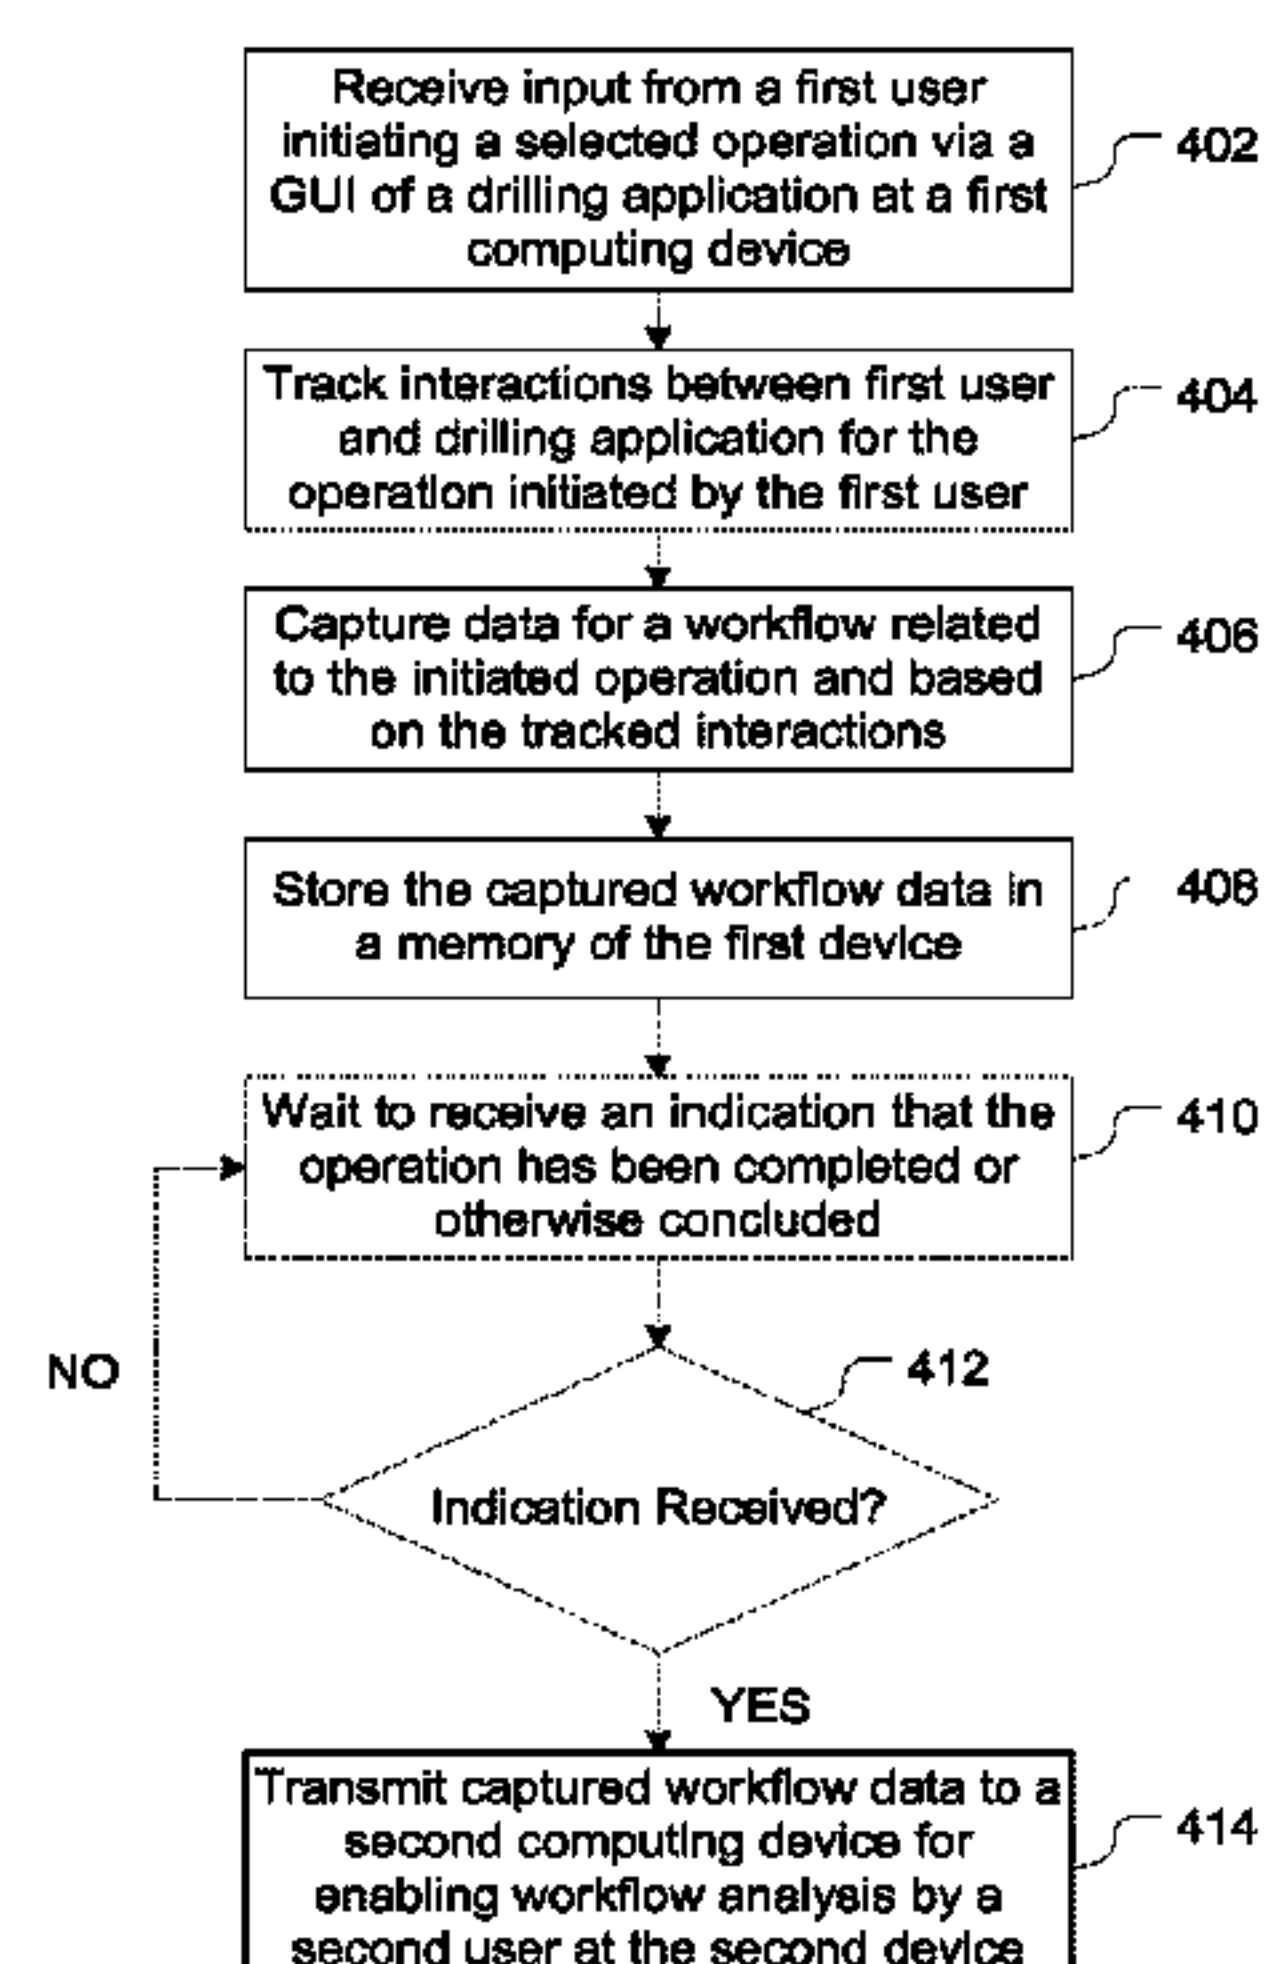 Receive input from a first user
initiating a selected operation via a
GUI of a drilling application at a first
computing device
402
Track interactions between first user
and drilling application for the
operation initiated by the first user
404
Capture data for a workflow related
to the initiated operation and based
on the tracked interactions
406
Store the captured workflow data in
a memory of the first device
408
Wait to receive an indication that the
operation has been completed or
otherwise concluded
410
NO
412
Indication Received?
YES
Transmit captured workflow data to a
second computing device for
enabling workflow analysis by a
second user at the second device
414